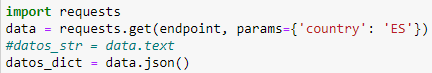 import requests
data = requests.get(endpoint, params={'country': 'ES'})
#datos_str = data.text
datos_dict = data.json()